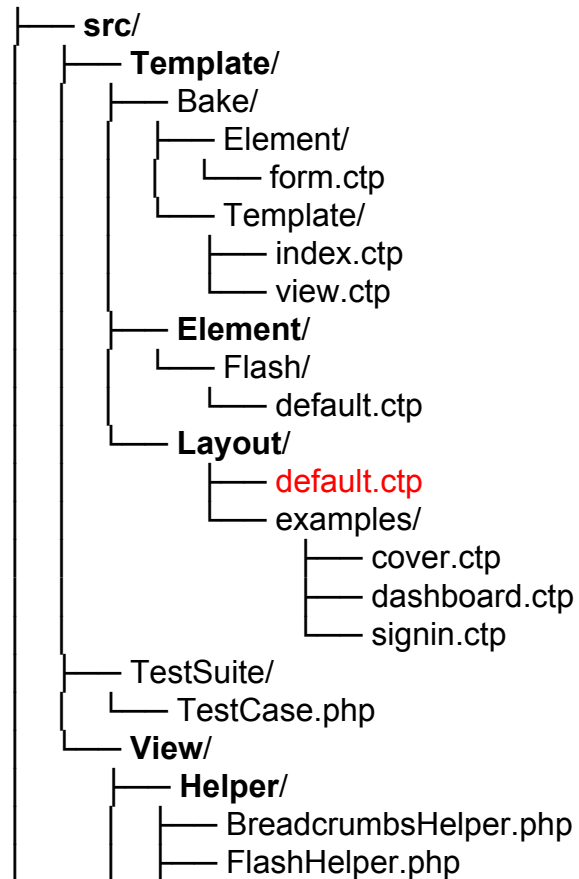 src/
Template/
Bake/
Element/
form.ctp
Template/
index.ctp
view.ctp
Element/
Flash/
default.ctp
Layout/
default.ctp
examples/
cover.ctp
dashboard.ctp
signin.ctp
TestSuite/
TestCase.php
View/
Helper/
BreadcrumbsHelper.php
FlashHelper.php